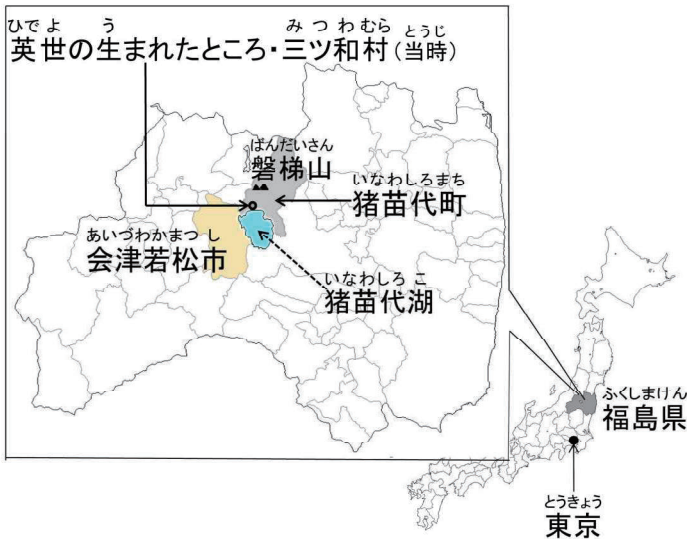 ひでよ う みつわむら とうじ
英世の生まれたところ・三ツ和村(当時)
ばんだいさん
磐梯山
いなわしろまち
猪苗代町
あいづわかまつ し
会津若松市
いなわしろ こ
猪苗代湖
ふくしまけん
福島県
とうきょう
東京